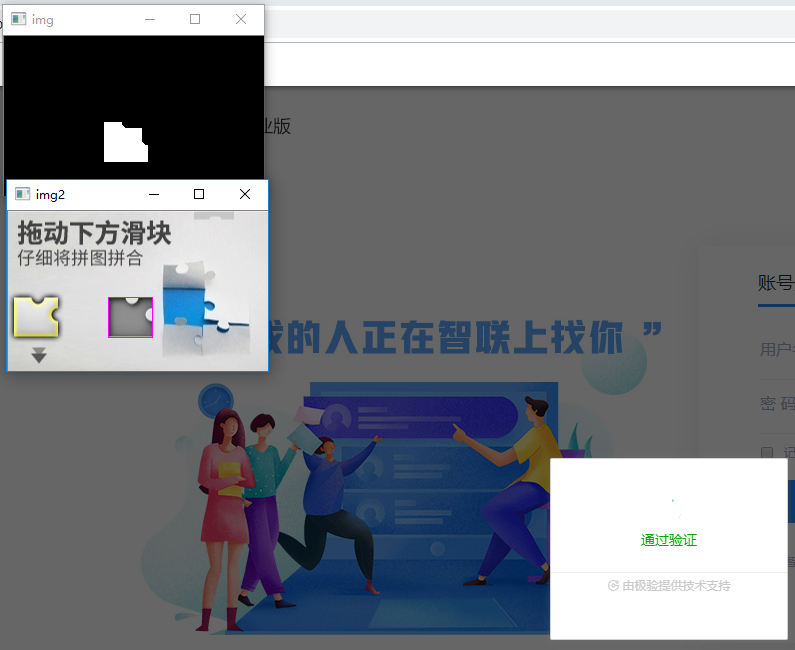 img
业版
img2
拖动下方滑块
仔细将拼图拼合
的人正在智联上找你 ”
账号
用户
密 码
记
通过验证
由极验提供技术支持